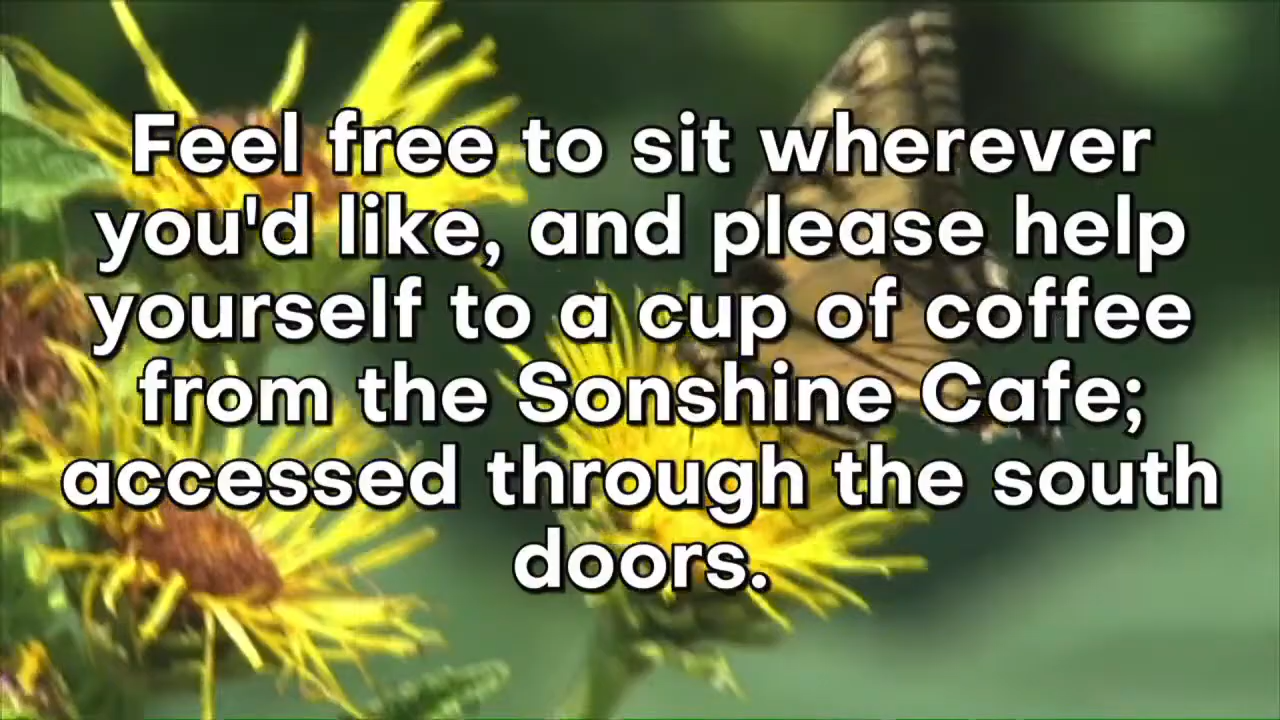 Feel free to sit wherever
you'd like, and please help
yourself to a cup of coffee
from the Sonshine Cafe;
accessed through the south
doors.